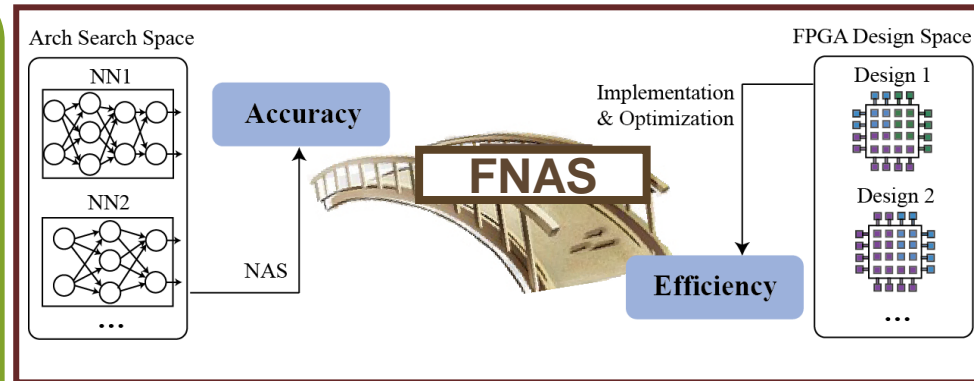 Arch Search Space
NN1
NN2
...
NAS
Accuracy
FNAS
Implementation
& Optimization
Efficiency
FPGA Design Space
Design 1
Design 2
...